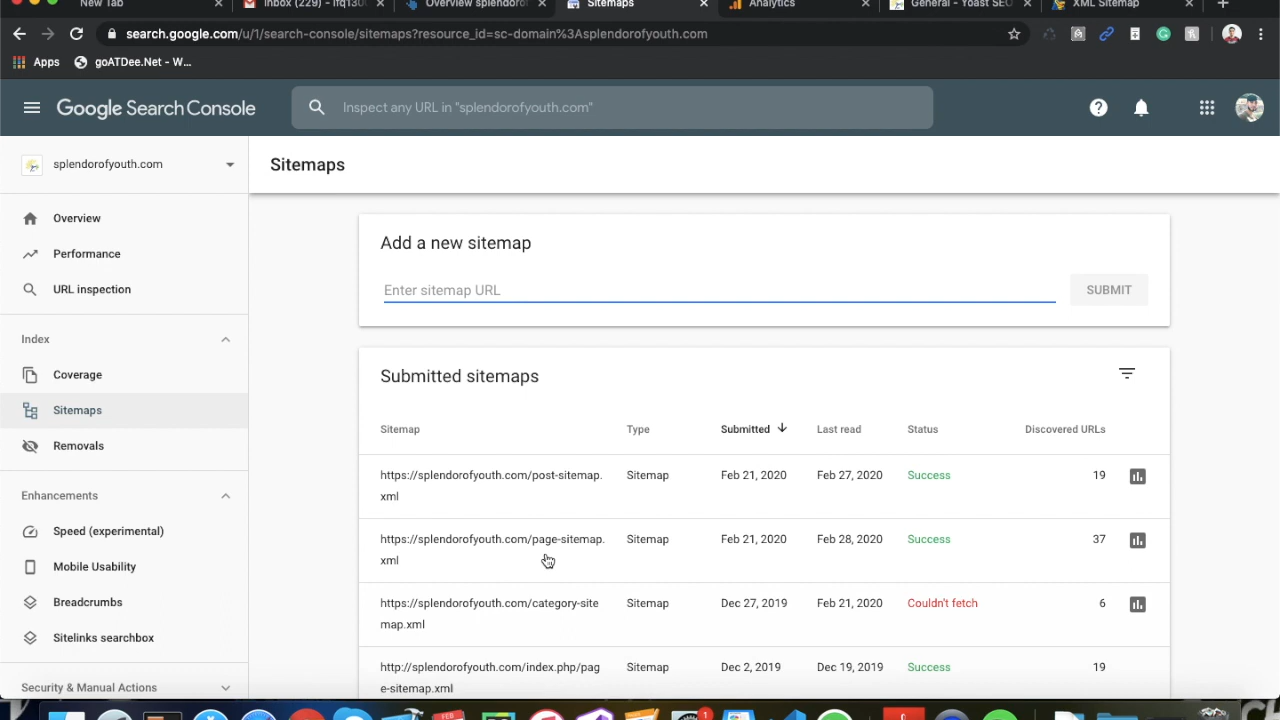 New Tab
Inbox (229) - ifq130
Overview splendorof
Sitemaps
Analytics
General - Yoast SEO
XML Sitemap
search.google.com/u/1/search-console/sitemaps?resource_id=sc-domain%3Asplendorofyouth.com
Apps
goATDee.Net - W...
Google Search Console
Inspect any URL in "splendorofyouth.com"
splendorofyouth.com
Sitemaps
Overview
Performance
URL inspection
Index
Coverage
Sitemaps
Removals
Enhancements
Speed (experimental)
Mobile Usability
Breadcrumbs
Sitelinks searchbox
Security & Manual Actions
Add a new sitemap
Enter sitemap URL
SUBMIT
Submitted sitemaps
Sitemap Type Submitted Last read Status Discovered URLs
https://splendorofyouth.com/post-sitemap. Sitemap Feb 21, 2020 Feb 27, 2020 Success 19
xml
https://splendorofyouth.com/page-sitemap. Sitemap Feb 21, 2020 Feb 28, 2020 Success 37
xml
https://splendorofyouth.com/category-site Sitemap Dec 27, 2019 Feb 21, 2020 Couldn't fetch 6
map.xml
http://splendorofyouth.com/index.php/pag Sitemap Dec 2, 2019 Dec 19, 2019 Success 19
e-sitemap.xml
FEB
1